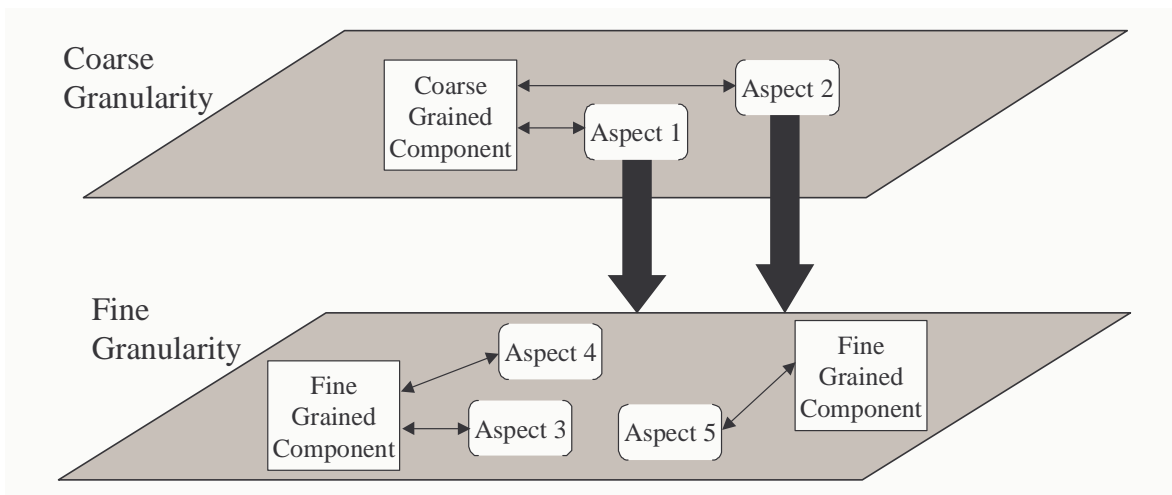 Coarse
Granularity
Coarse
Grained
Component
Aspect 2
Aspect 1
Fine
Granularity
Fine
Grained
Component
Aspect 4
Aspect 3
Aspect 5
Fine
Grained
Component